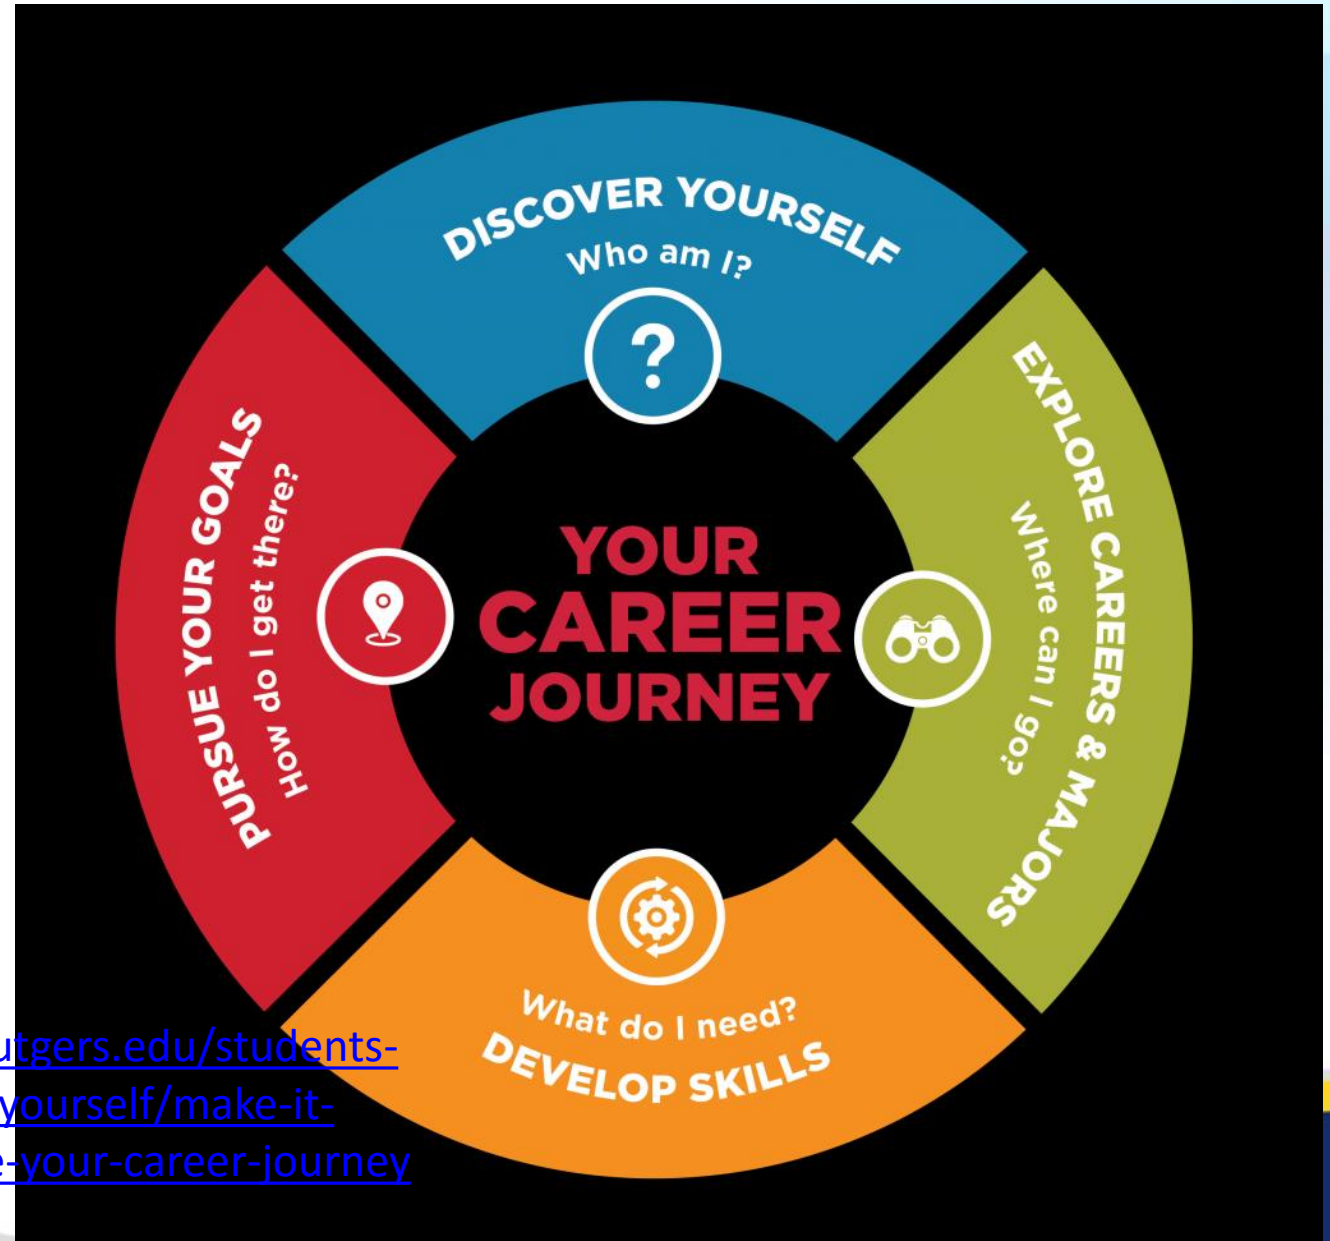 DISCOVER YOURSELF
Who am I?
EXPLORE CAREERS & MAJORS
Where can I go?
What do I need?
DEVELOP SKILLS
PURSUE YOUR GOALS
How do I get there?
YOUR
CAREER
JOURNEY
utgers.edu/students-
yourself/make-it-
-your-career-journey